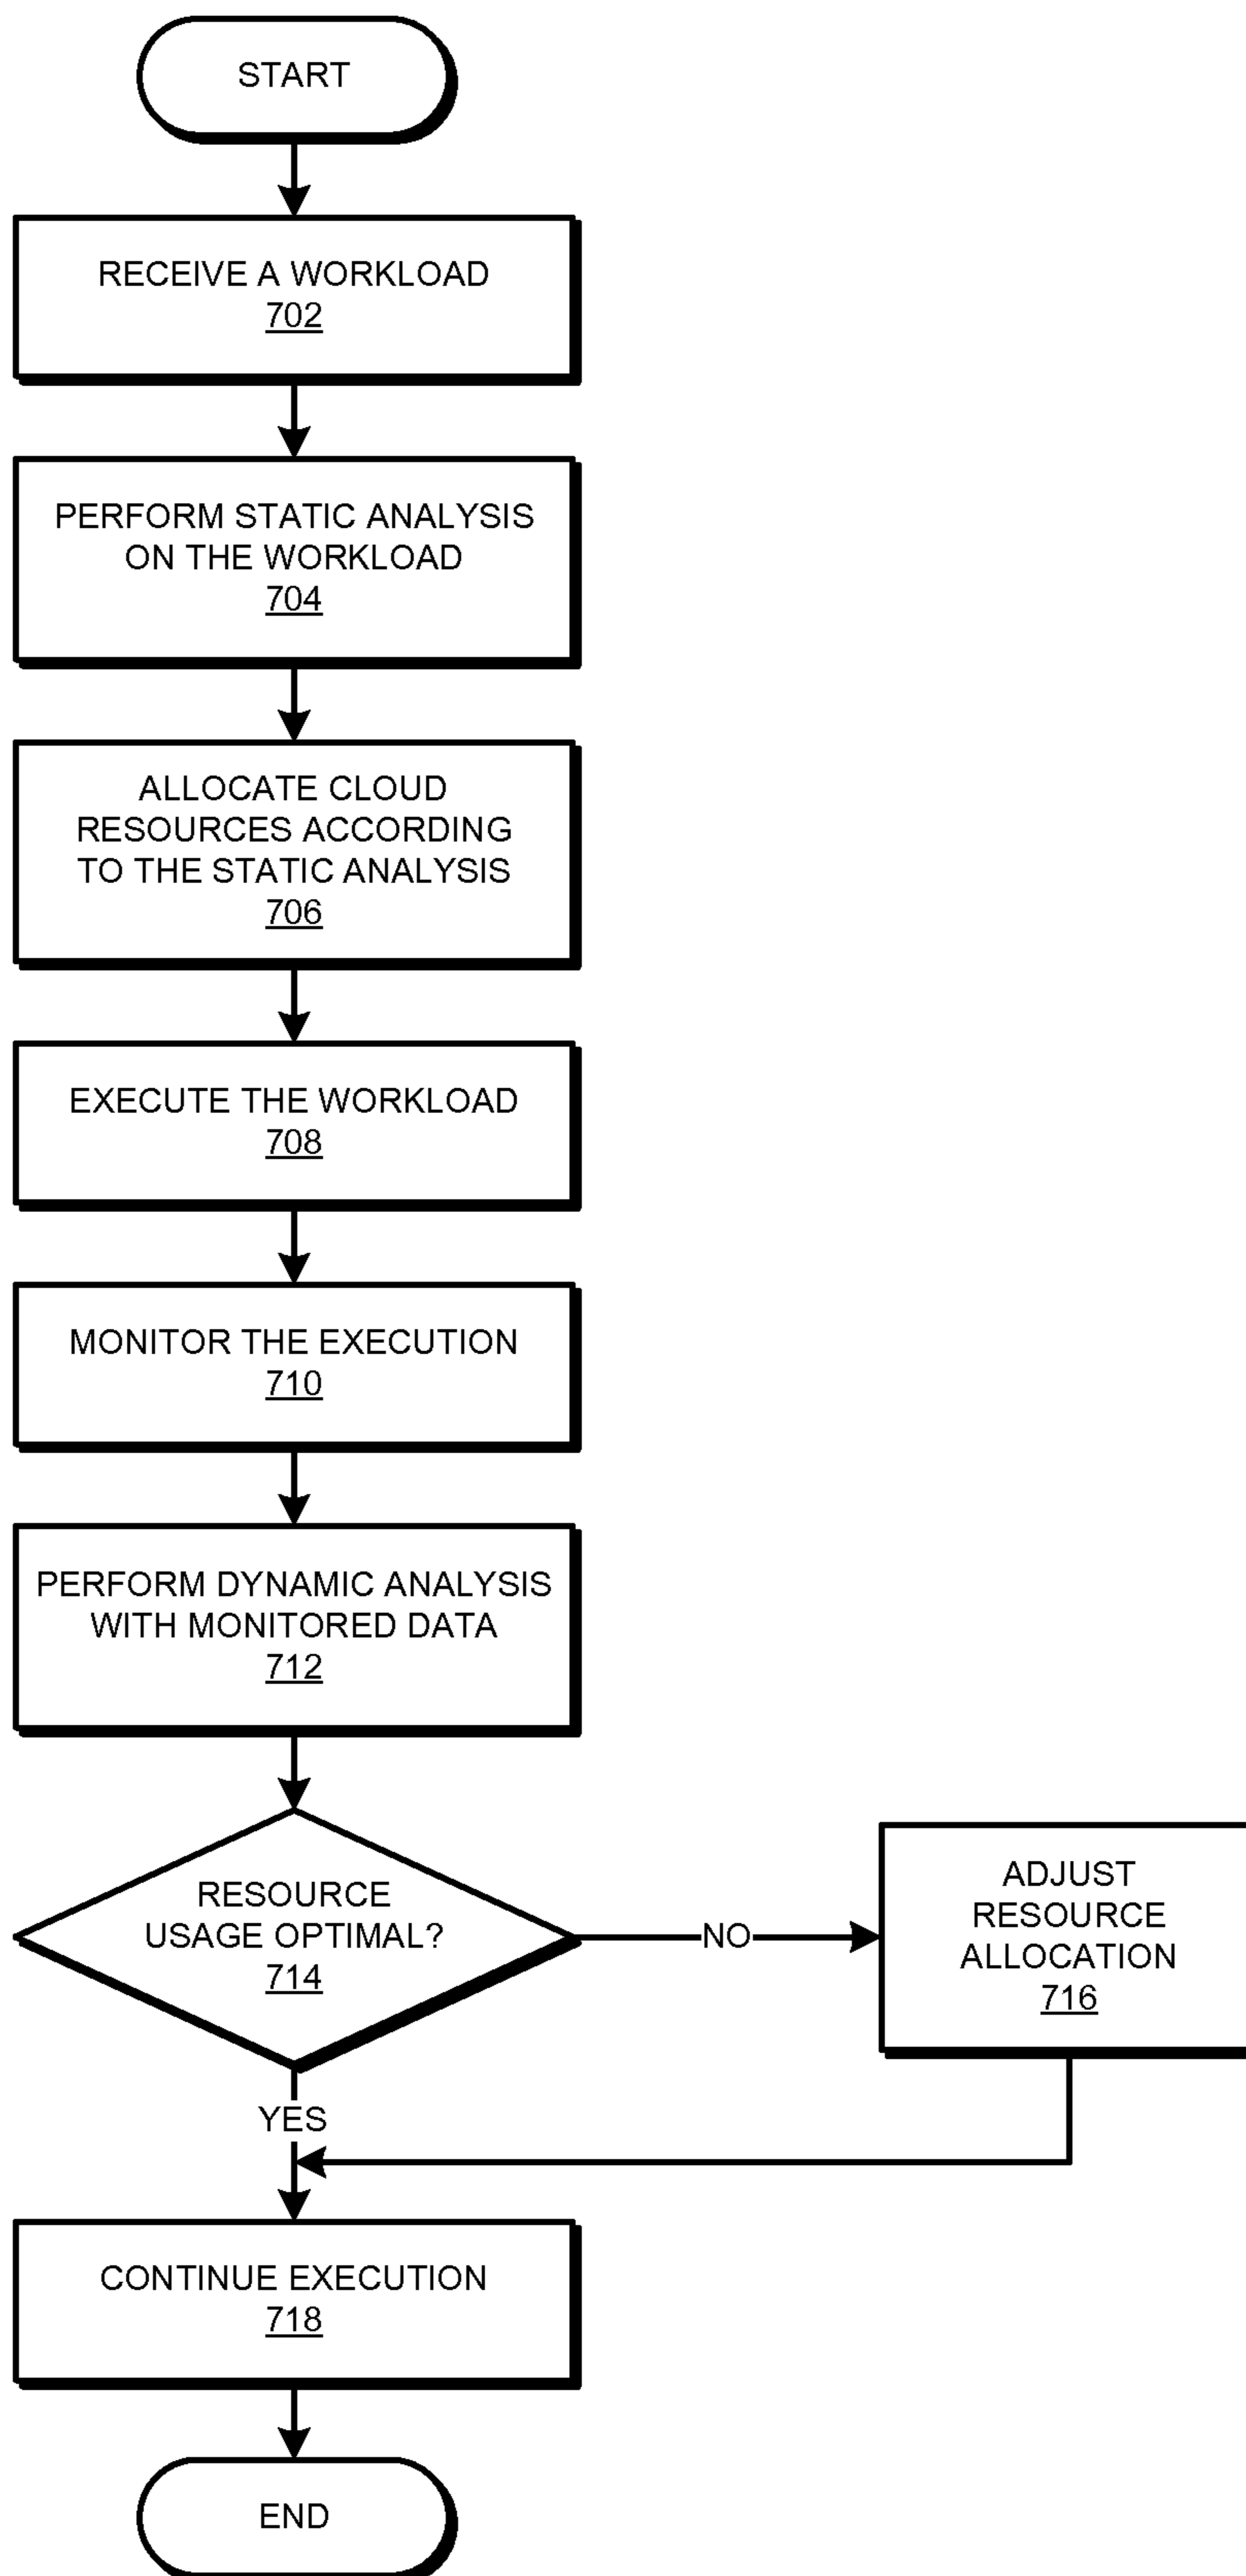 START
RECEIVE A WORKLOAD
702
PERFORM STATIC ANALYSIS
ON THE WORKLOAD
704
ALLOCATE CLOUD
RESOURCES ACCORDING
TO THE STATIC ANALYSIS
706
EXECUTE THE WORKLOAD
708
MONITOR THE EXECUTION
710
PERFORM DYNAMIC ANALYSIS
WITH MONITORED DATA
712
RESOURCE
USAGE OPTIMAL?
714
NO
ADJUST
RESOURCE
ALLOCATION
716
YES
CONTINUE EXECUTION
718
END